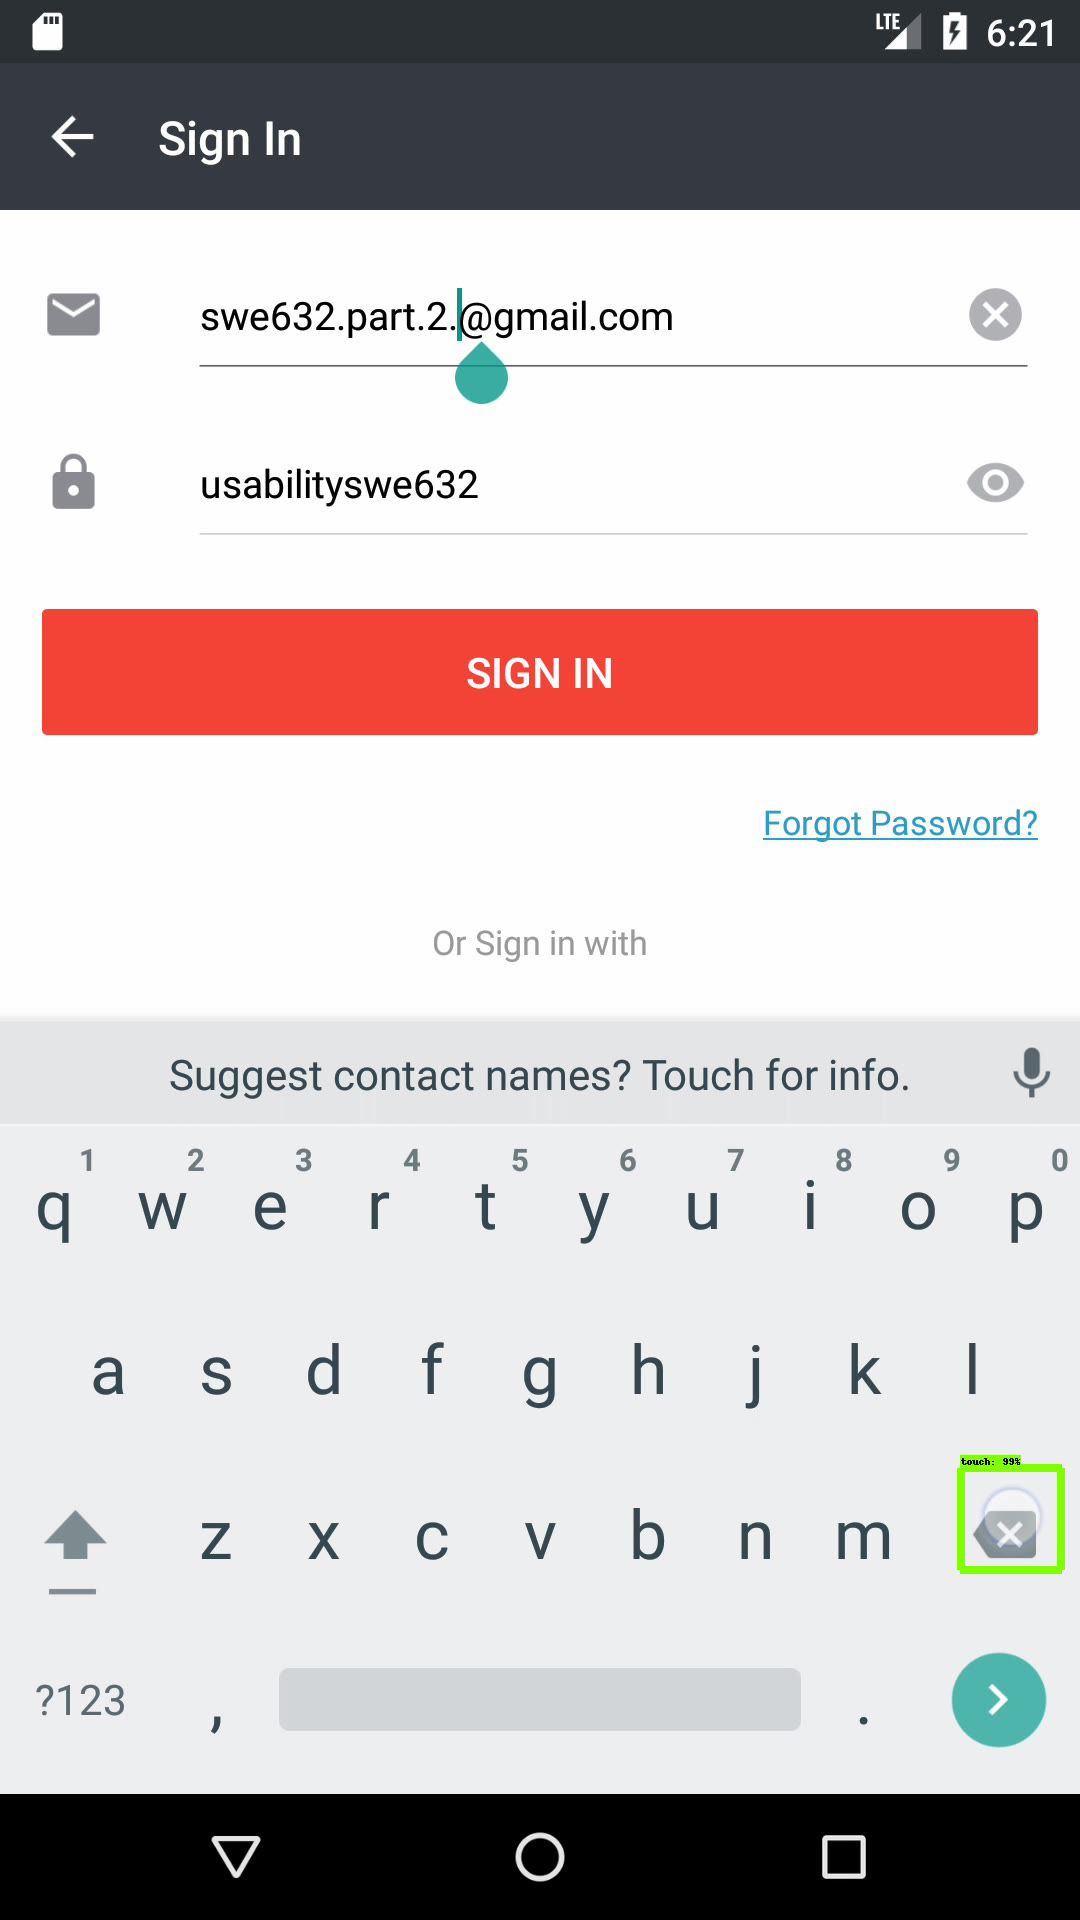 LTE 6:21
Sign In
swe632.part.2.@gmail.com
usabilityswe632
SIGN IN
Forgot Password?
Or Sign in with
Suggest contact names? Touch for info.
1 2 3 4 5 6 7 8 9 0
q w e r t y u i o p
a s d f g h j k l
touch: 99%
z x c v b n m
?123 , .